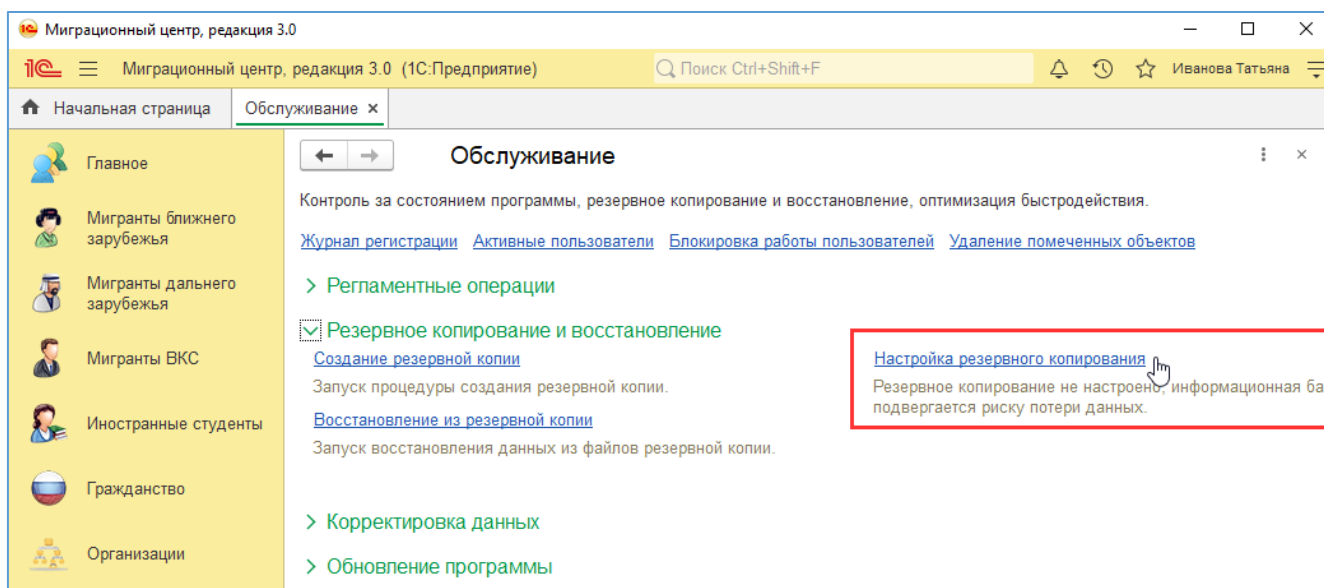 Миграционный центр, редакция 3.0
Миграционный центр, редакция 3.0 (1С:Предприятие)
Поиск Ctrl+Shift+F
Иванова Татьяна
Начальная страница
Обслуживание
Главное
Мигранты ближнего
зарубежья
Мигранты дальнего
зарубежья
Мигранты ВКС
Иностранные студенты
Гражданство
Организации
Обслуживание
Контроль за состоянием программы, резервное копирование и восстановление, оптимизация быстродействия.
Журнал регистрации Активные пользователи Блокировка работы пользователей Удаление помеченных объектов
Регламентные операции
Резервное копирование и восстановление
Создание резервной копии
Запуск процедуры создания резервной копии.
Восстановление из резервной копии
Запуск восстановления данных из файлов резервной копии.
Настройка резервного копирования
Резервное копирование не настроено, информационная ба
подвергается риску потери данных.
Корректировка данных
Обновление программы